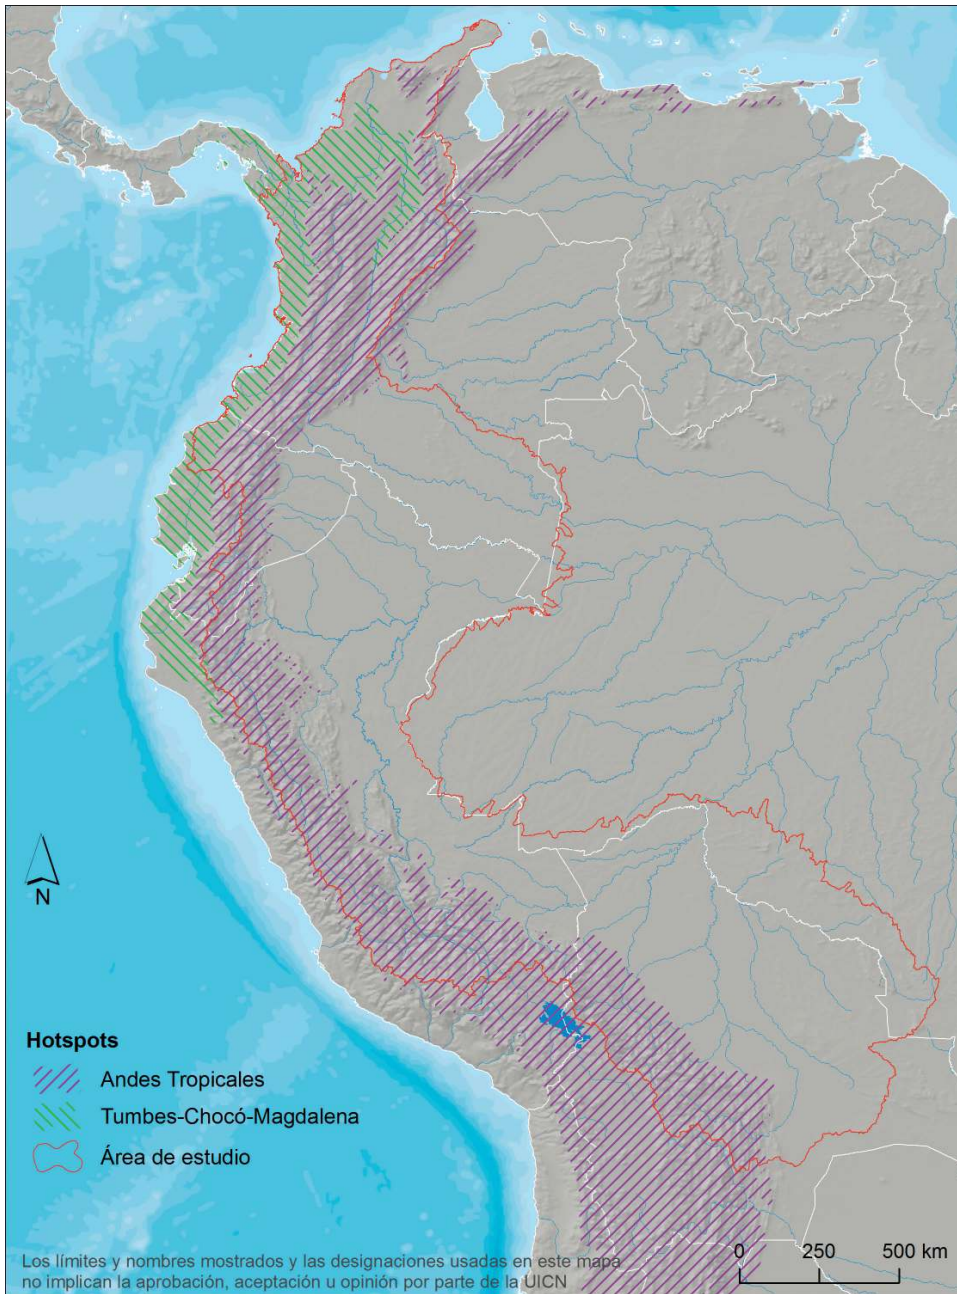 N
Hotspots
Andes Tropicales
Tumbes-Chocó-Magdalena
Área de estudio
Los límites y nombres mostrados y las designaciones usadas en este mapa
no implican la aprobación, aceptación u opinión por parte de la UICN
0 250 500 km